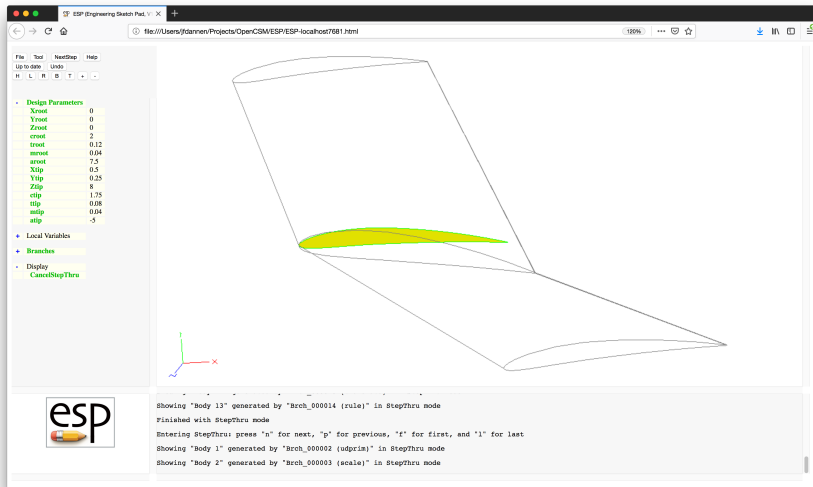 ESP (Engineering Sketch Pad, V
file:///Users/jfdannen/Projects/OpenCSM/ESP/ESP-localhost7681.html
120%
File Tool NextStep Help
Up to date Undo
H L R B T + -
- Design Parameters
Xroot 0
Yroot 0
Zroot 0
croot 2
troot 0.12
mroot 0.04
aroot 7.5
Xtip 0.5
Ytip 0.25
Ztip 8
ctip 1.75
ttip 0.08
mtip 0.04
atip -5
+ Local Variables
+ Branches
- Display
CancelStepThru
X
esp
Showing "Body 13" generated by "Brch_000014 (rule)" in StepThru mode
Finished with StepThru mode
Entering StepThru: press "n" for next, "p" for previous, "f" for first, and "l" for last
Showing "Body 1" generated by "Brch_000002 (udprim)" in StepThru mode
Showing "Body 2" generated by "Brch_000003 (scale)" in StepThru mode